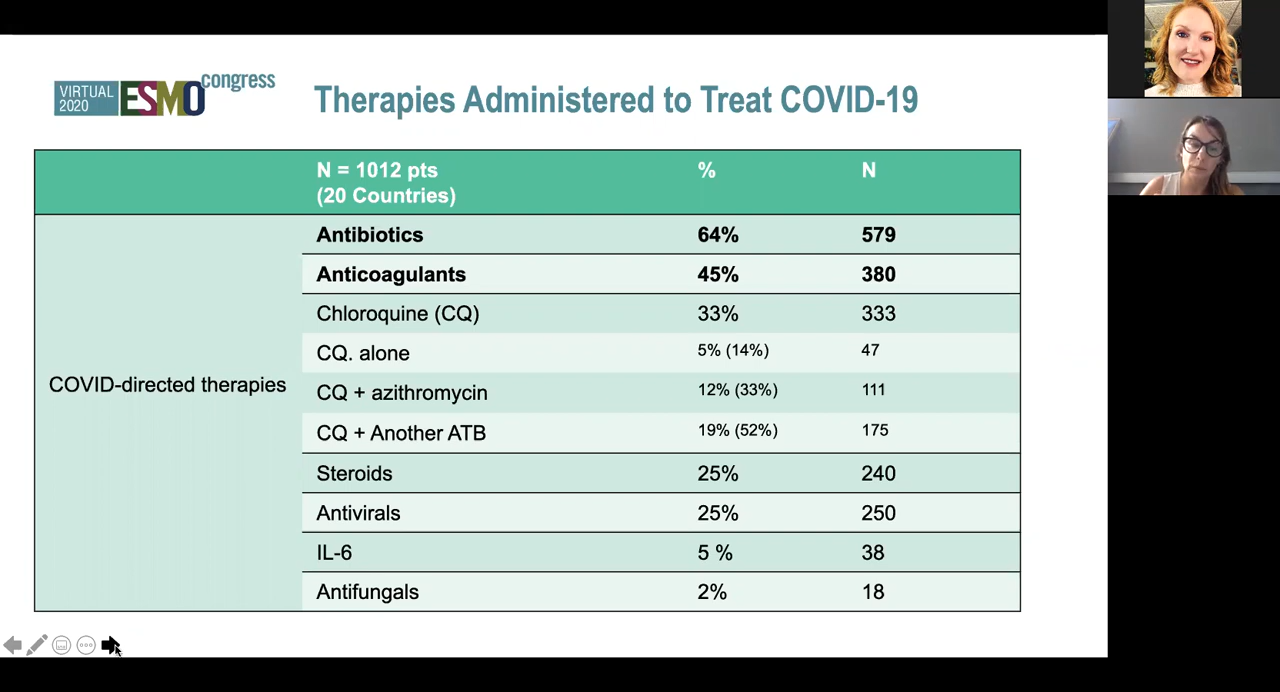 VIRTUAL
2020
ESMO
congress
Therapies Administered to Treat COVID-19
N = 1012 pts
(20 Countries)
% N
Antibiotics 64% 579
Anticoagulants 45% 380
Chloroquine (CQ) 33% 333
CQ. alone 5% (14%) 47
COVID-directed therapies
CQ + azithromycin 12% (33%) 111
CQ + Another ATB 19% (52%) 175
Steroids 25% 240
Antivirals 25% 250
IL-6 5 % 38
Antifungals 2% 18